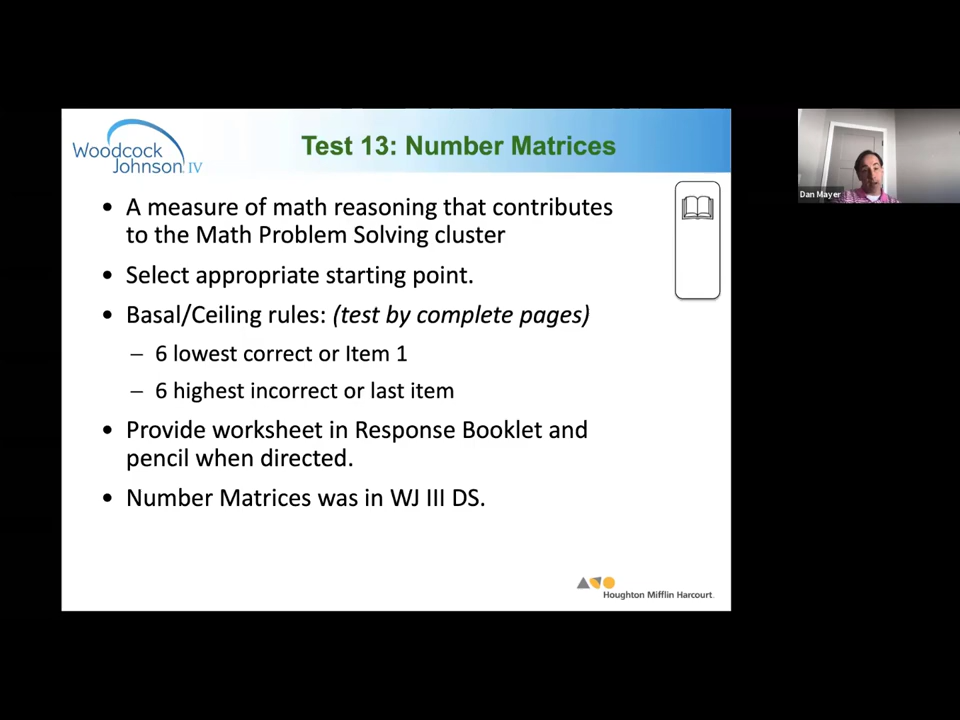 Woodcock
Johnson IV
Test 13: Number Matrices
• A measure of math reasoning that contributes
to the Math Problem Solving cluster
• Select appropriate starting point.
• Basal/Ceiling rules: (test by complete pages)
– 6 lowest correct or Item 1
– 6 highest incorrect or last item
• Provide worksheet in Response Booklet and
pencil when directed.
• Number Matrices was in WJ III DS.
Houghton Mifflin Harcourt.
Dan Mayer